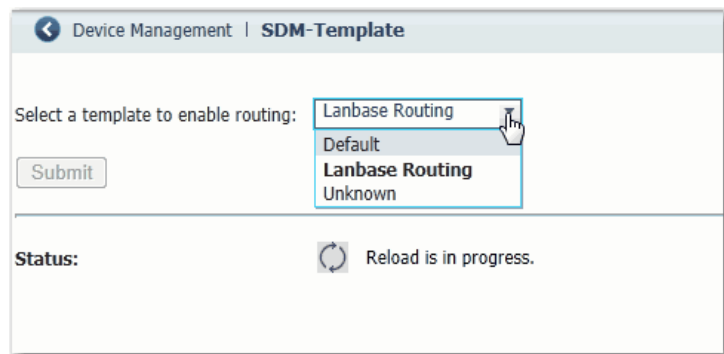 Device Management | SDM-Template
Select a template to enable routing: Lanbase Routing
Default
Lanbase Routing
Unknown
Submit
Status: Reload is in progress.